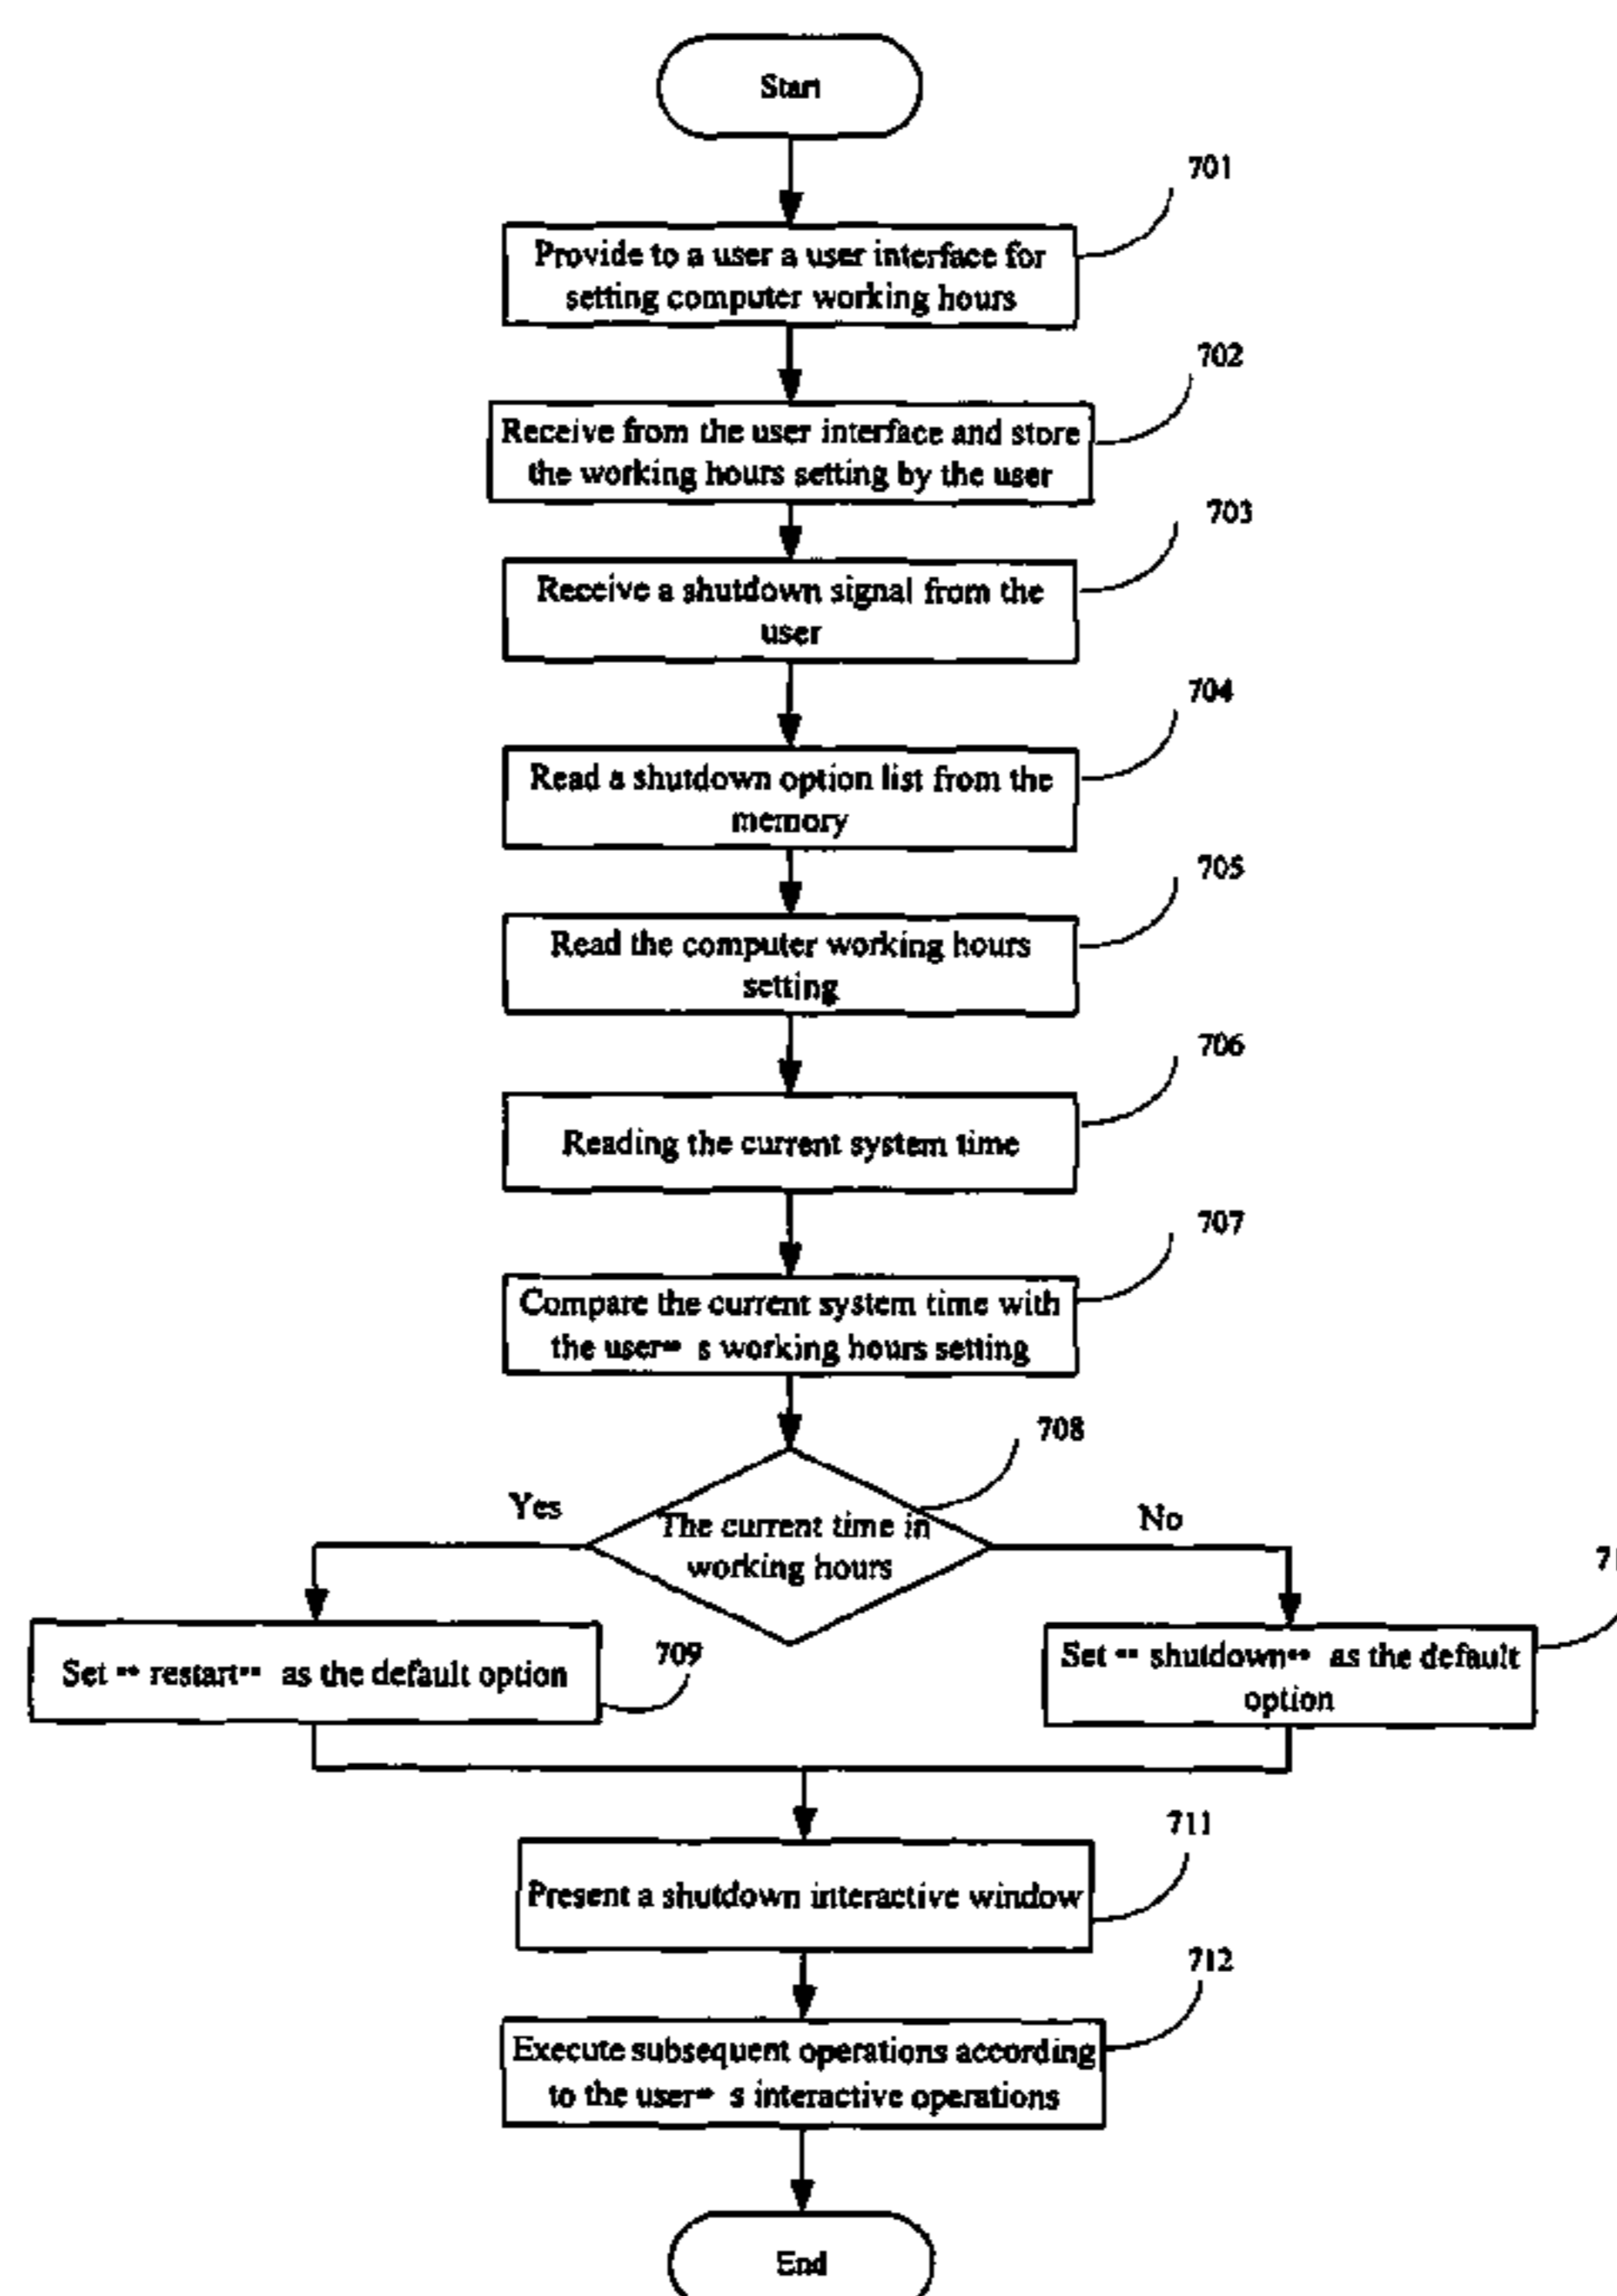 Start
701
Provide to a user a user interface for
setting computer working hours
702
Receive from the user interface and store
the working hours setting by the user
703
Receive a shutdown signal from the
user
704
Read a shutdown option list from the
memory
705
Read the computer working hours
setting
706
Reading the current system time
707
Compare the current system time with
the user" s working hours setting
708
Yes
The current time in
working hours
No
Set " restart" as the default option
709
Set " shutdown" as the default
option
711
Present a shutdown interactive window
712
Execute subsequent operations according
to the user" s interactive operations
End